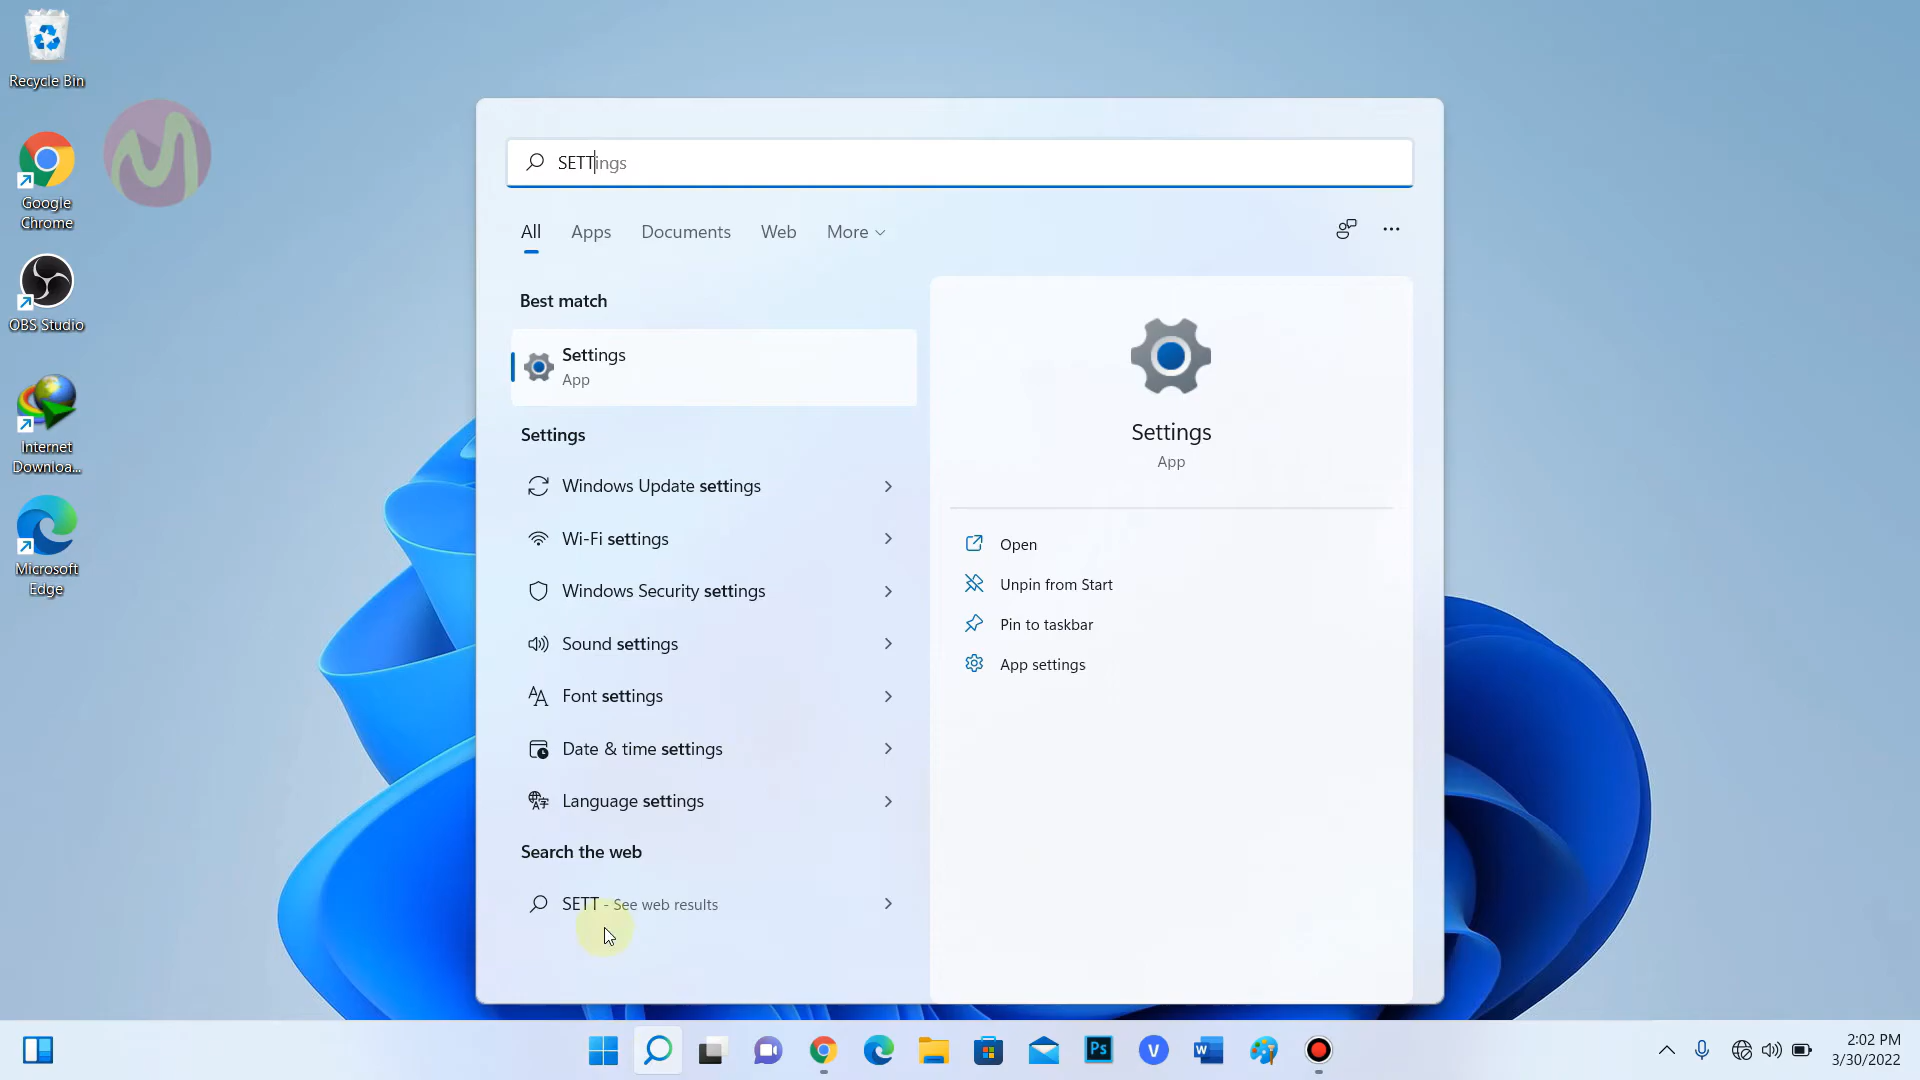 Recycle Bin
Google
Chrome
OBS Studio
Internet
Downloa...
Microsoft
Edge
SETTings
All
Apps
Documents
Web
More
Best match
Settings
App
Settings
Windows Update settings
Wi-Fi settings
Windows Security settings
Sound settings
Font settings
Date & time settings
Language settings
Search the web
SETT - See web results
Settings
App
Open
Unpin from Start
Pin to taskbar
App settings
Ps
V
W
2:02 PM
3/30/2022